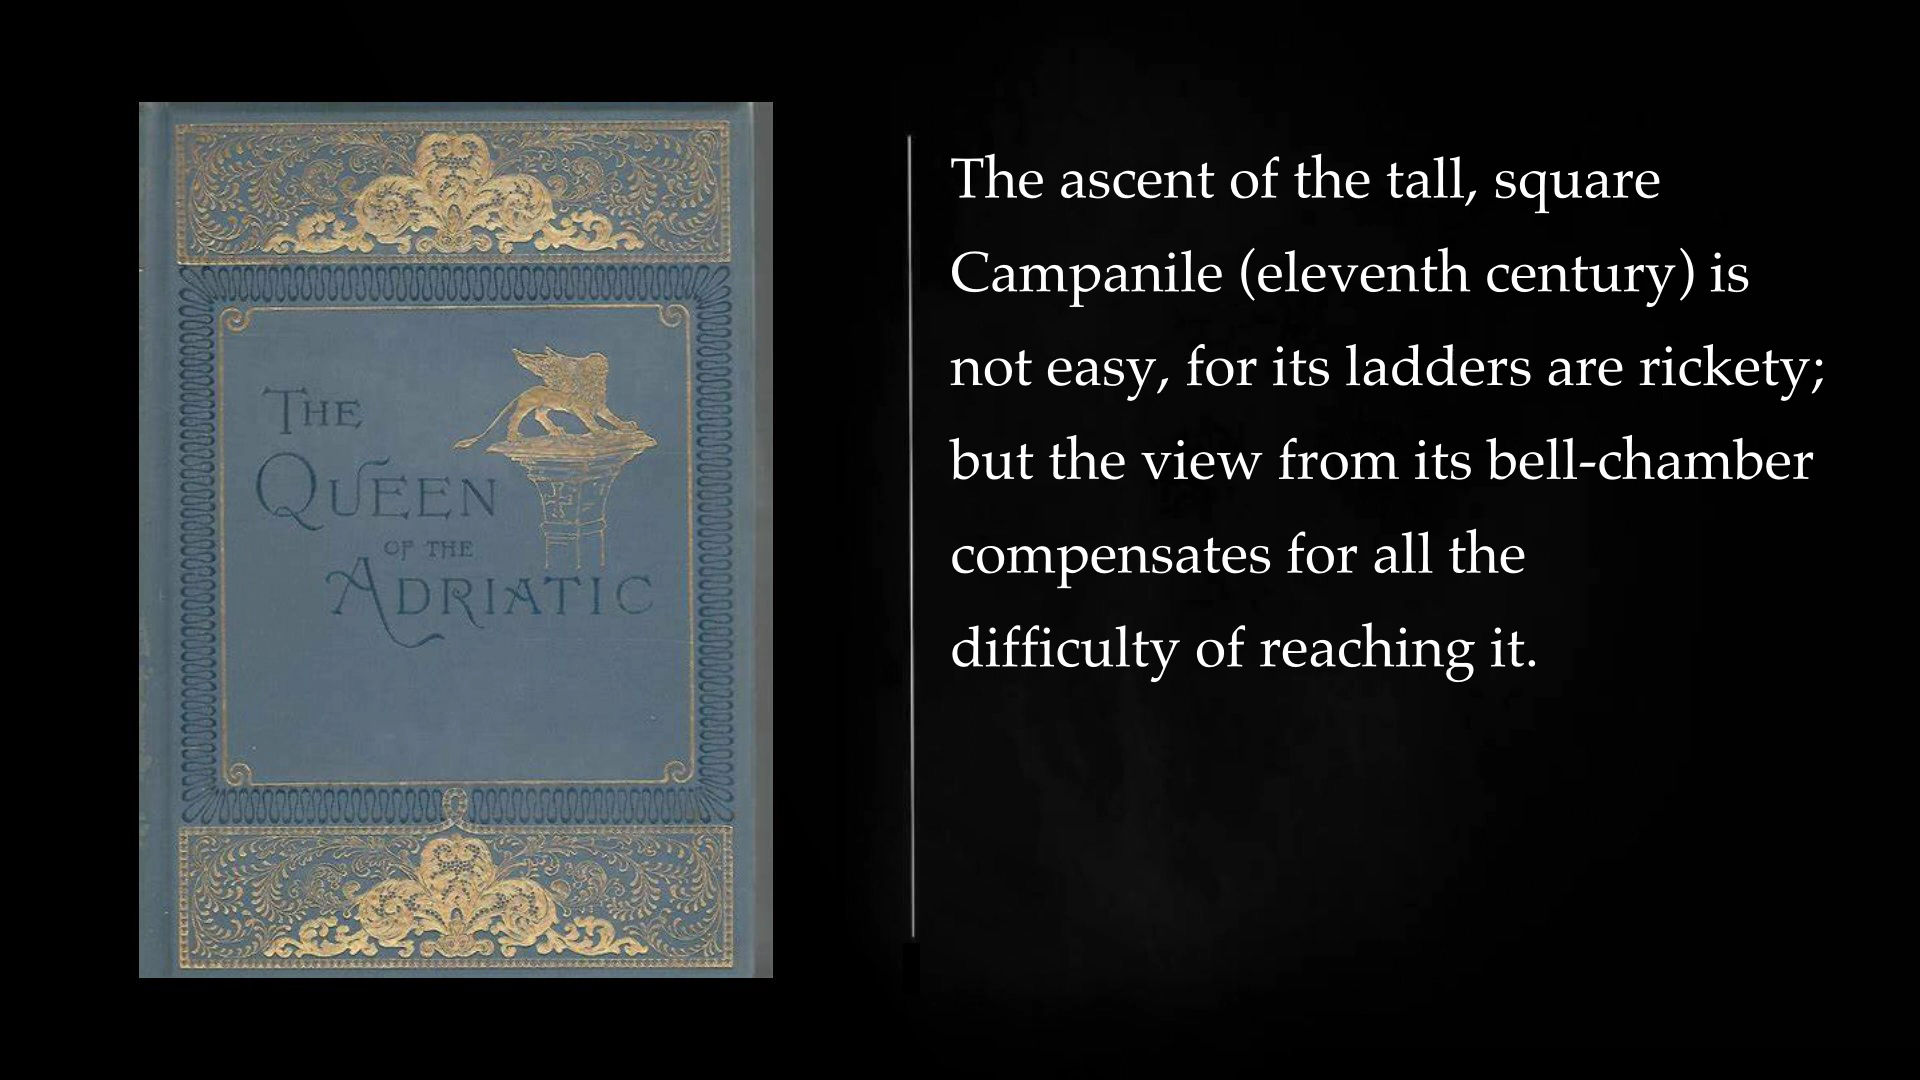 THE
QUEEN
OF THE
ADRIATIC
The ascent of the tall, square
Campanile (eleventh century) is
not easy, for its ladders are rickety;
but the view from its bell-chamber
compensates for all the
difficulty of reaching it.